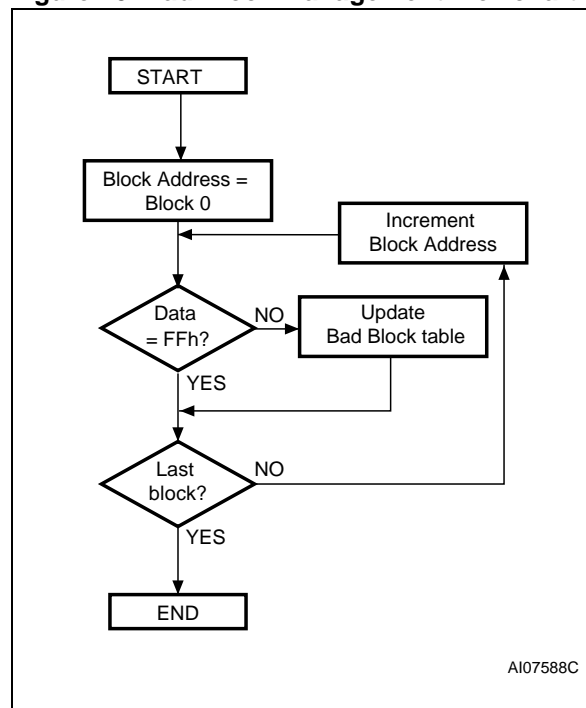 START
Block Address =
Block 0
Increment
Block Address
Data
= FFh?
NO
Update
Bad Block table
YES
Last
block?
NO
YES
END
AI07588C